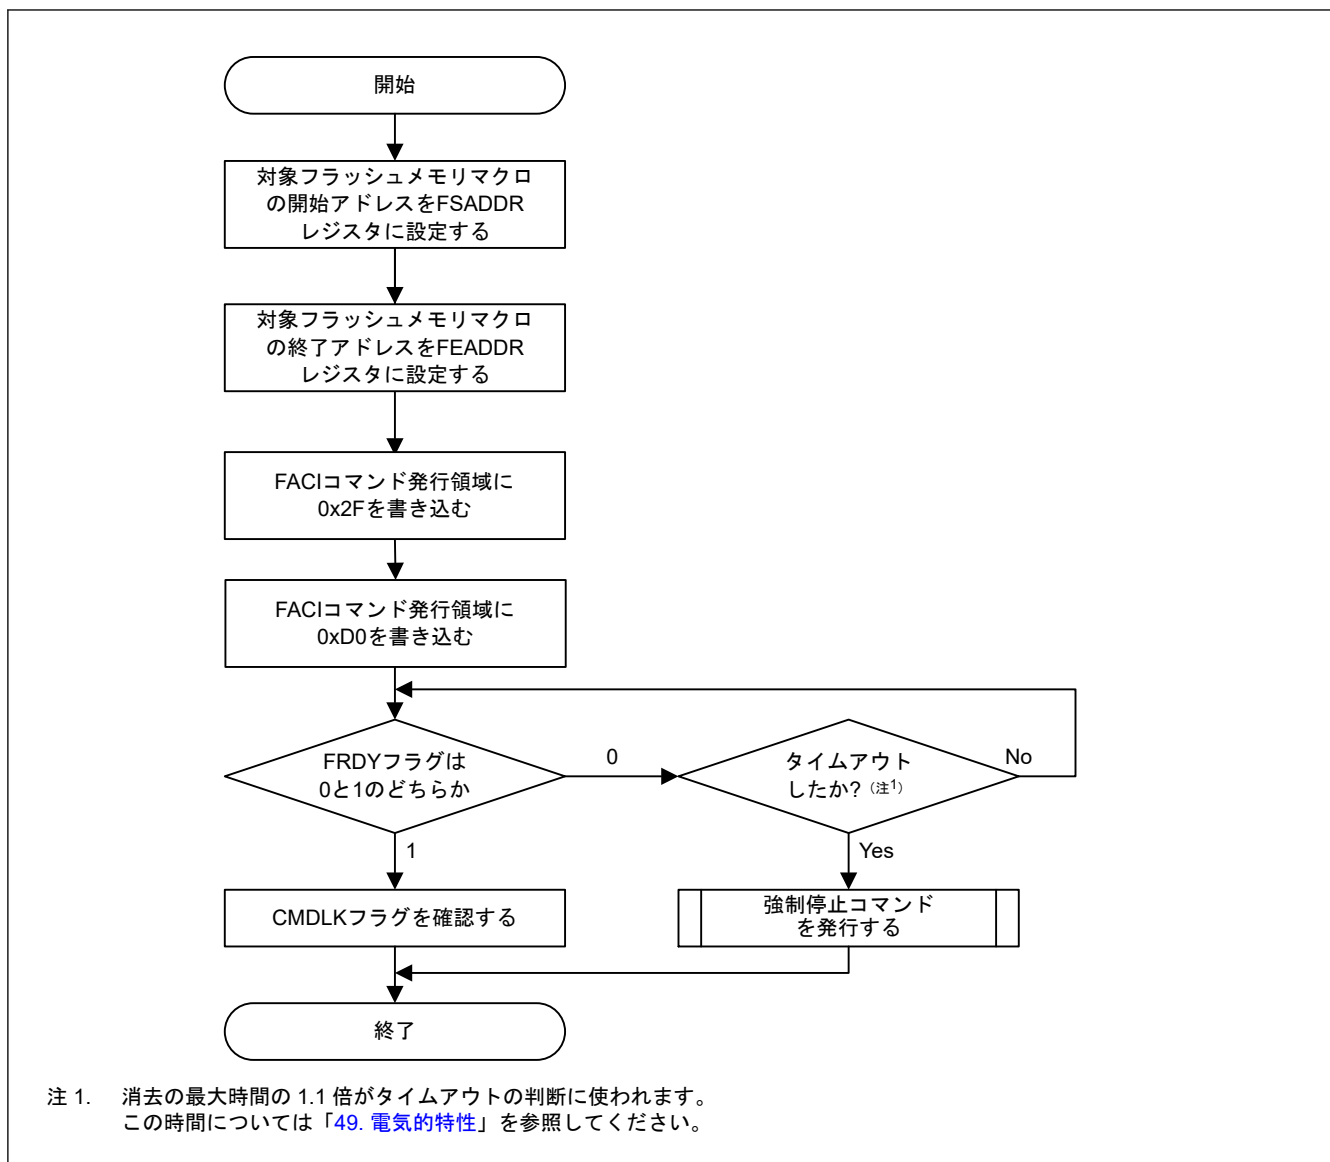 開始
対象フラッシュメモリマクロ
の開始アドレスをFSADDR
レジスタに設定する
対象フラッシュメモリマクロ
の終了アドレスをFEADDR
レジスタに設定する
FACIコマンド発行領域に
0x2Fを書き込む
FACIコマンド発行領域に
0xD0を書き込む
FRDYフラグは
0と1のどちらか
0
タイムアウト
したか?（注1）
No
1
Yes
CMDLKフラグを確認する
強制停止コマンド
を発行する
終了
注 1. 消去の最大時間の 1.1 倍がタイムアウトの判断に使われます。
この時間については「49. 電気的特性」を参照してください。